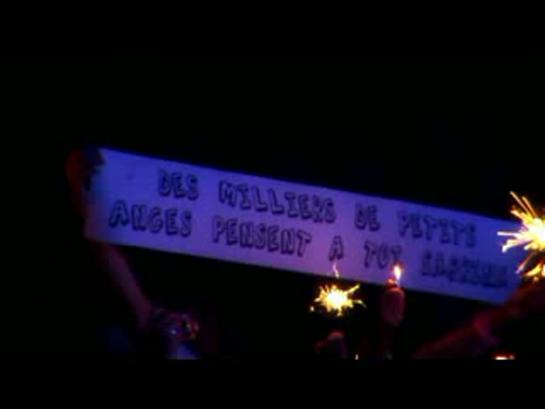 DES MILLIERS DE PETITS
ANGES PENSENT A TOI